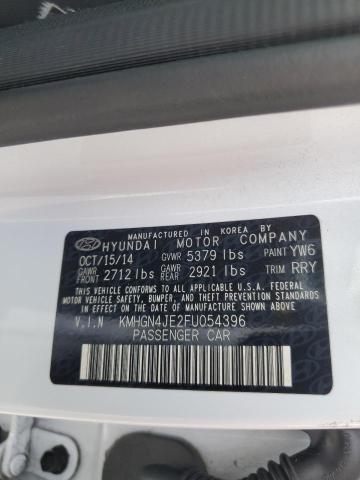 MANUFACTURED IN KOREA BY
HYUNDAI MOTOR COMPANY
OCT/15/14 GVWR 5379 lbs PAINT YW6
GAWR FRONT 2712 lbs GAWR REAR 2921 lbs TRIM RRY
THIS VEHICLE CONFORMS TO ALL APPLICABLE U.S.A. FEDERAL
MOTOR VEHICLE SAFETY, BUMPER, AND THEFT PREVENTION
STANDARDS IN EFFECT ON THE DATE OF MANUFACTURE
SHOWN ABOVE.
V.I.N KMHGN4JE2FU054396
PASSENGER CAR